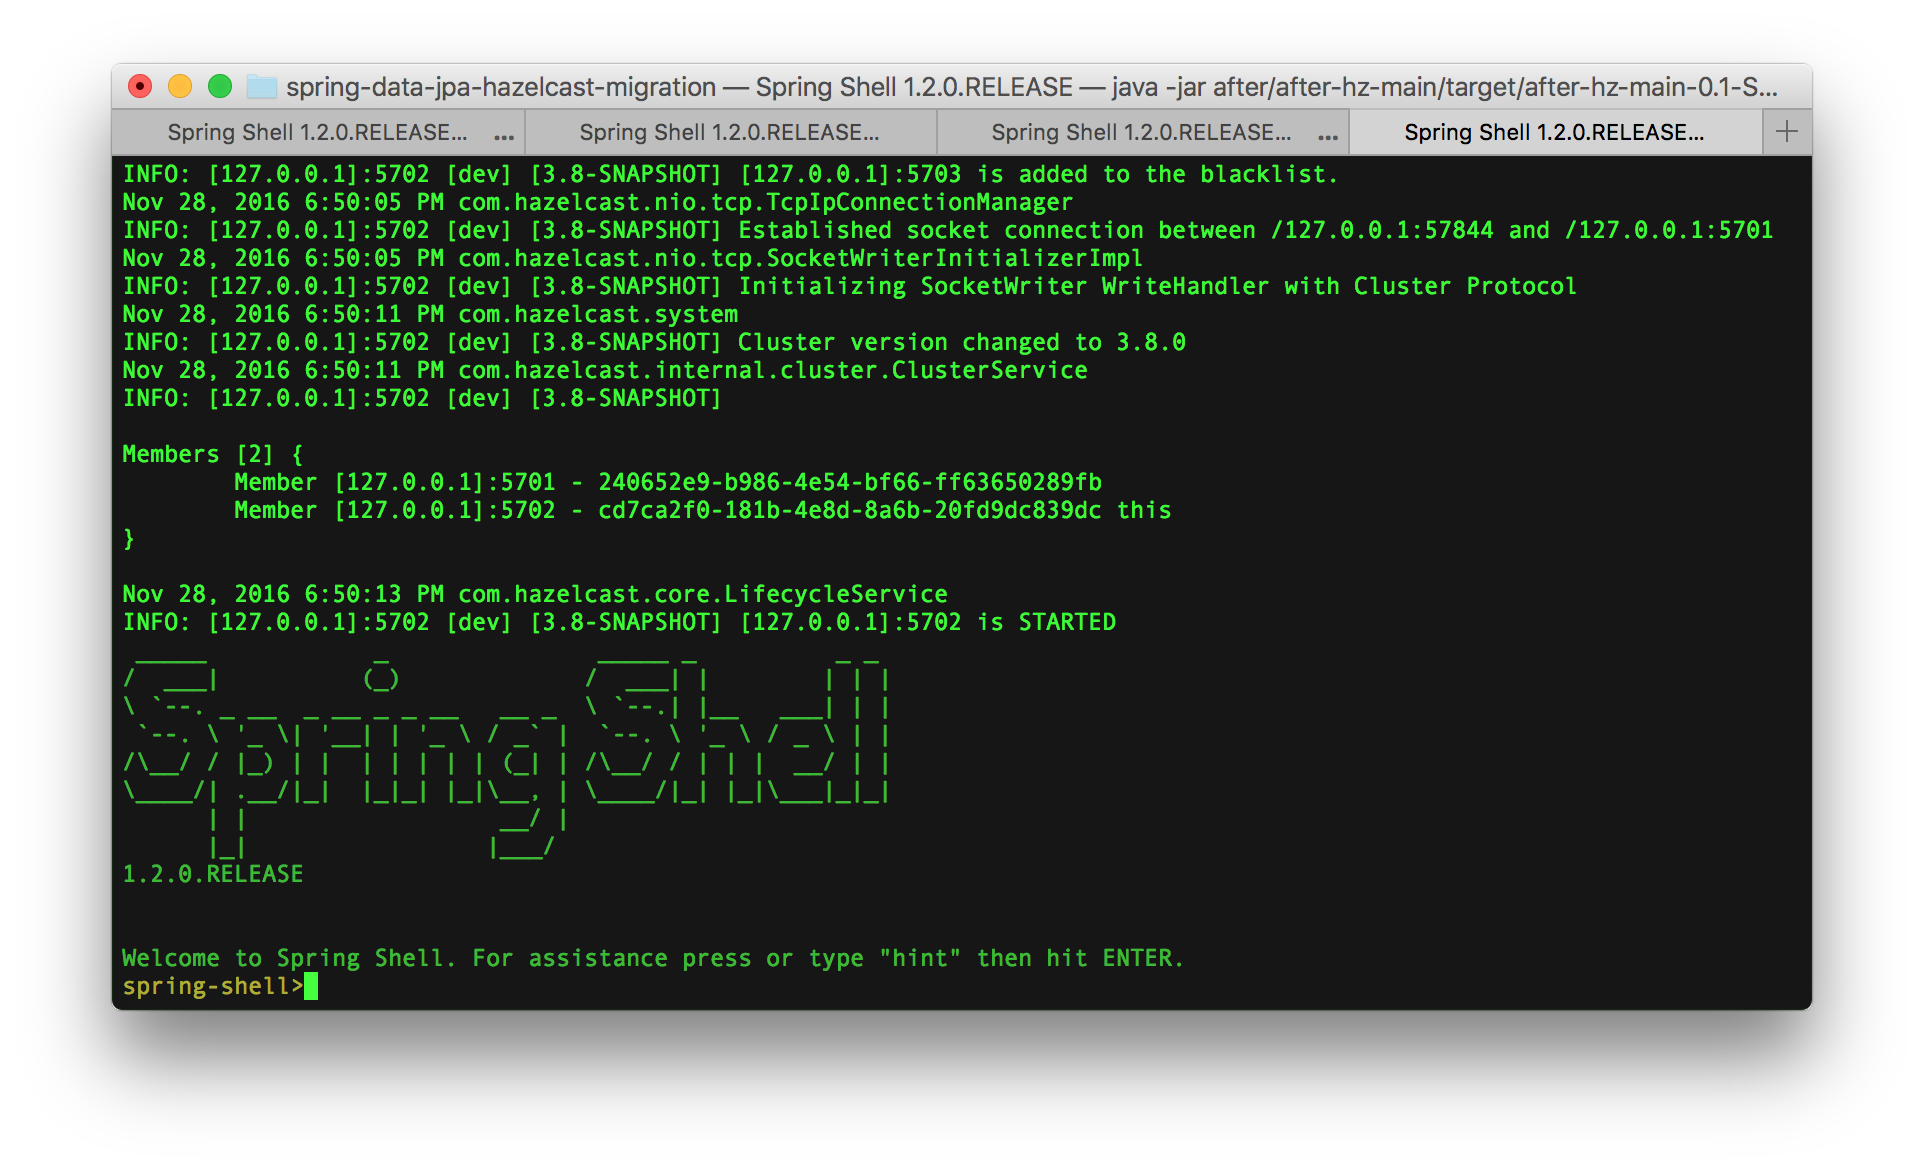 spring-data-jpa-hazelcast-migration — Spring Shell 1.2.0.RELEASE — java -jar after/after-hz-main/target/after-hz-main-0.1-S...
Spring Shell 1.2.0.RELEASE... ... Spring Shell 1.2.0.RELEASE... Spring Shell 1.2.0.RELEASE... ... Spring Shell 1.2.0.RELEASE... +
INFO: [127.0.0.1]:5702 [dev] [3.8-SNAPSHOT] [127.0.0.1]:5703 is added to the blacklist.
Nov 28, 2016 6:50:05 PM com.hazelcast.nio.tcp.TcpIpConnectionManager
INFO: [127.0.0.1]:5702 [dev] [3.8-SNAPSHOT] Established socket connection between /127.0.0.1:57844 and /127.0.0.1:5701
Nov 28, 2016 6:50:05 PM com.hazelcast.nio.tcp.SocketWriterInitializerImpl
INFO: [127.0.0.1]:5702 [dev] [3.8-SNAPSHOT] Initializing SocketWriter WriteHandler with Cluster Protocol
Nov 28, 2016 6:50:11 PM com.hazelcast.system
INFO: [127.0.0.1]:5702 [dev] [3.8-SNAPSHOT] Cluster version changed to 3.8.0
Nov 28, 2016 6:50:11 PM com.hazelcast.internal.cluster.ClusterService
INFO: [127.0.0.1]:5702 [dev] [3.8-SNAPSHOT]
Members [2] {
Member [127.0.0.1]:5701 - 240652e9-b986-4e54-bf66-ff63650289fb
Member [127.0.0.1]:5702 - cd7ca2f0-181b-4e8d-8a6b-20fd9dc839dc this
}
Nov 28, 2016 6:50:13 PM com.hazelcast.core.LifecycleService
INFO: [127.0.0.1]:5702 [dev] [3.8-SNAPSHOT] [127.0.0.1]:5702 is STARTED
Spring Shell
1.2.0.RELEASE
Welcome to Spring Shell. For assistance press or type "hint" then hit ENTER.
spring-shell>